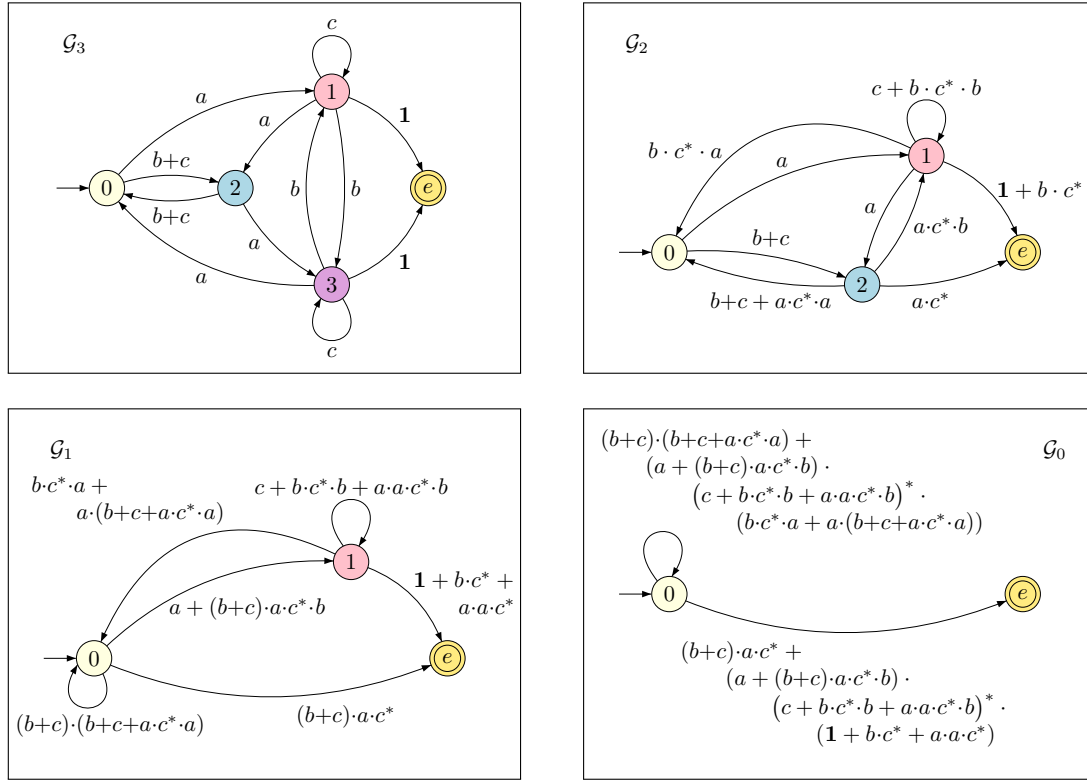 𝒢₃
c
1
a
a
𝟏
b+c
0
2
b
b
e
b+c
a
a
𝟏
3
c
𝒢₂
c + b · c* · b
b · c* · a
a
1
𝟏 + b · c*
a
a·c*·b
b+c
0
2
e
b+c + a·c*·a
a·c*
𝒢₁
b·c*·a +
a·(b+c+a·c*·a)
c + b·c*·b + a·a·c*·b
1
𝟏 + b·c* +
a·a·c*
a + (b+c)·a·c*·b
0
e
(b+c)·(b+c+a·c*·a)
(b+c)·a·c*
(b+c)·(b+c+a·c*·a) +
(a + (b+c)·a·c*·b) ·
(c + b·c*·b + a·a·c*·b)* ·
(b·c*·a + a·(b+c+a·c*·a))
𝒢₀
0
e
(b+c)·a·c* +
(a + (b+c)·a·c*·b) ·
(c + b·c*·b + a·a·c*·b)* ·
(𝟏 + b·c* + a·a·c*)